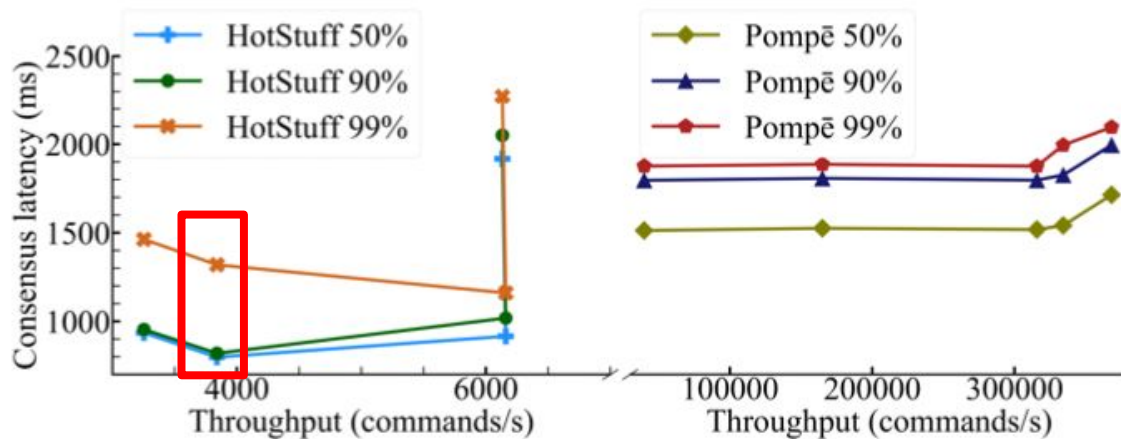 HotStuff 50%
HotStuff 90%
HotStuff 99%
Pompē 50%
Pompē 90%
Pompē 99%
Consensus latency (ms)
2500
2000
1500
1000
4000
6000
100000
200000
300000
Throughput (commands/s)
Throughput (commands/s)